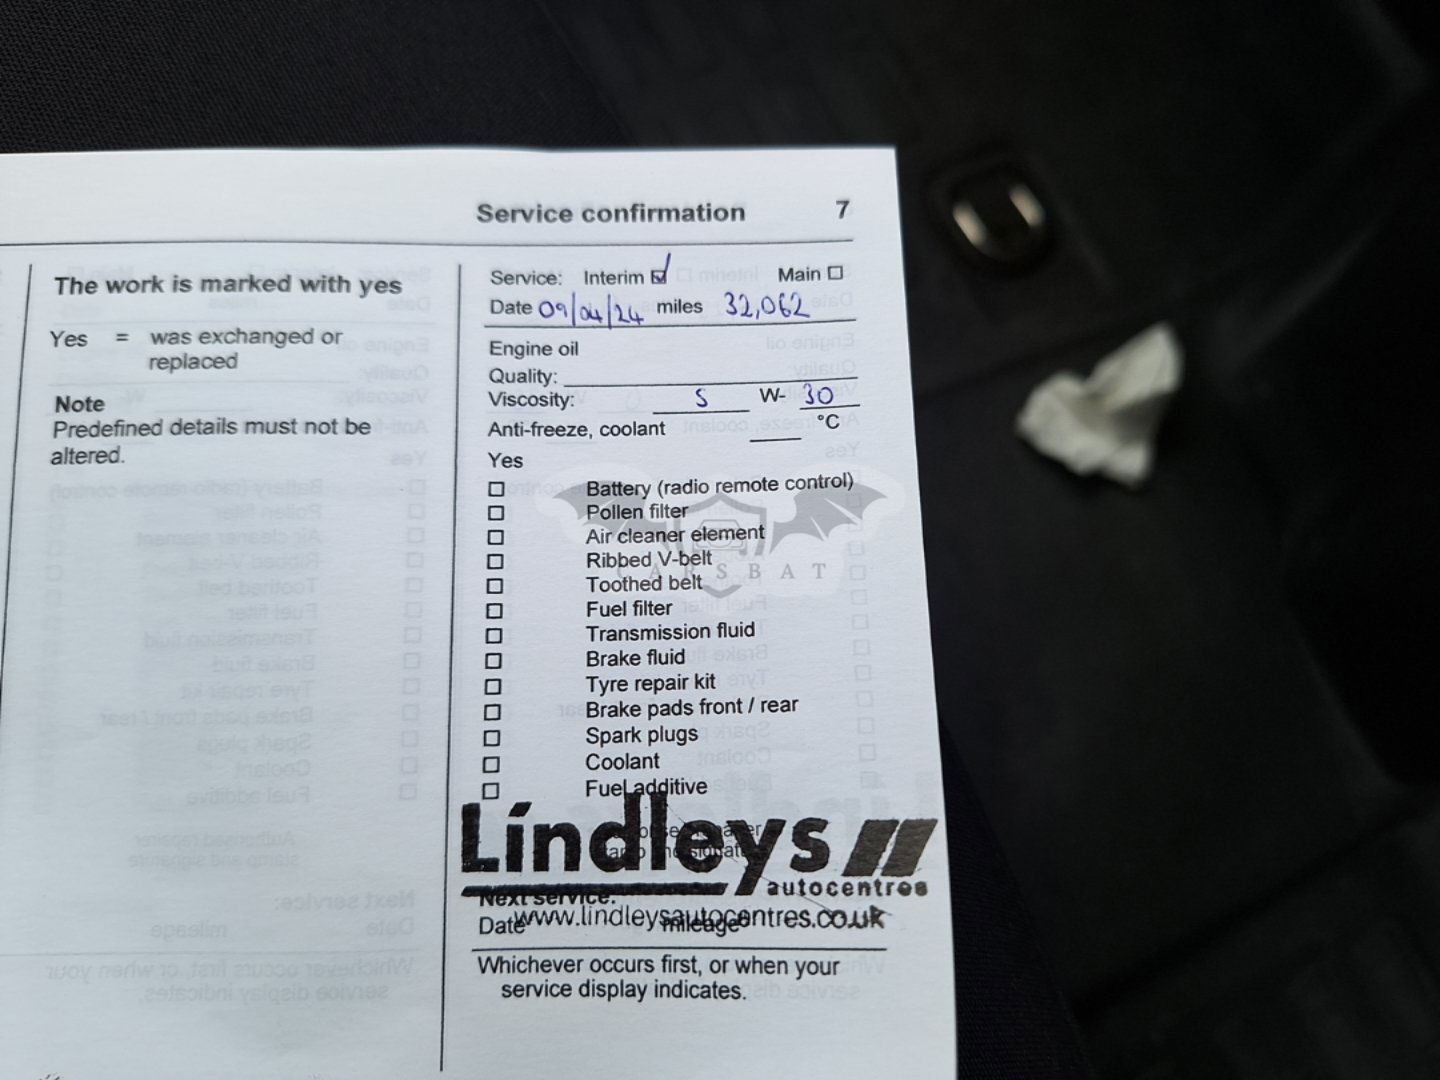 Service confirmation 7
The work is marked with yes
Yes = was exchanged or
replaced
Note
Predefined details must not be
altered.
Service: Interim ☑ Main ☐
Date 09/04/24 miles 32,062
Engine oil
Quality:
Viscosity: 5 W- 30
Anti-freeze, coolant °C
Yes
☐ Battery (radio remote control)
☐ Pollen filter
☐ Air cleaner element
☐ Ribbed V-belt
☐ Toothed belt
☐ Fuel filter
☐ Transmission fluid
☐ Brake fluid
☐ Tyre repair kit
☐ Brake pads front / rear
☐ Spark plugs
☐ Coolant
☐ Fuel additive
CARSBAT
Lindleys
autocentres
Next service:
www.lindleysautocentres.co.uk
Date mileage
Whichever occurs first, or when your
service display indicates.